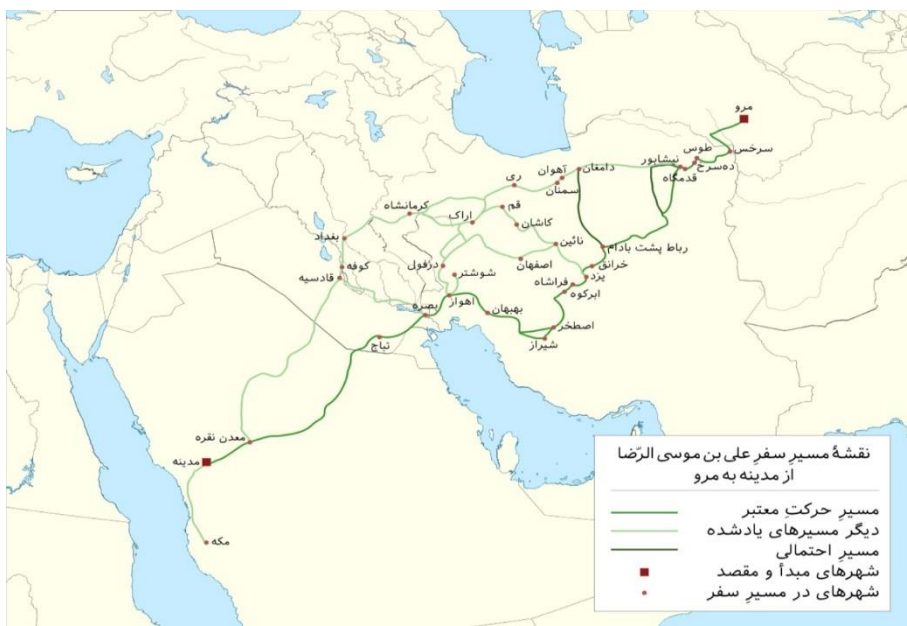 مرو
سرخس
طوس
ده‌سرخ
نیشابور
قدمگاه
دامغان
آهوان
سمنان
ری
قم
اراک
کرمانشاه
کاشان
نائین
بغداد
رباط پشت بادام
کوفه
قادسیه
دزفول
شوشتر
اصفهان
خرانق
یزد
فراشاه
ابرکوه
اهواز
بصره
بهبهان
اصطخر
شیراز
نباج
معدن نقره
مدینه
مکه
نقشهٔ مسیرِ سفرِ علی بن موسی الرّضا
از مدینه به مرو
مسیرِ حرکتِ معتبر
دیگر مسیرهای یادشده
مسیرِ احتمالی
شهرهای مبدأ و مقصد
شهرهای در مسیرِ سفر